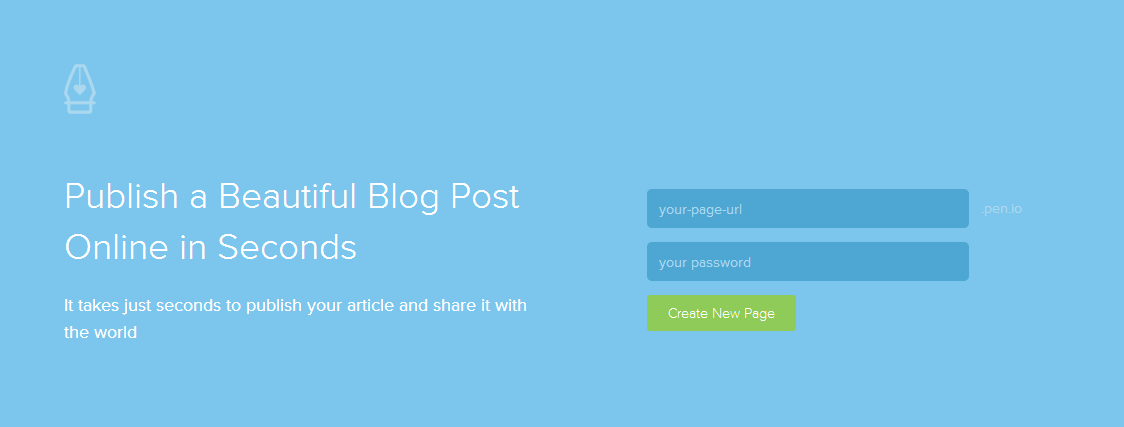 Publish a Beautiful Blog Post
Online in Seconds
It takes just seconds to publish your article and share it with
the world
your-page-url
.pen.io
your password
Create New Page